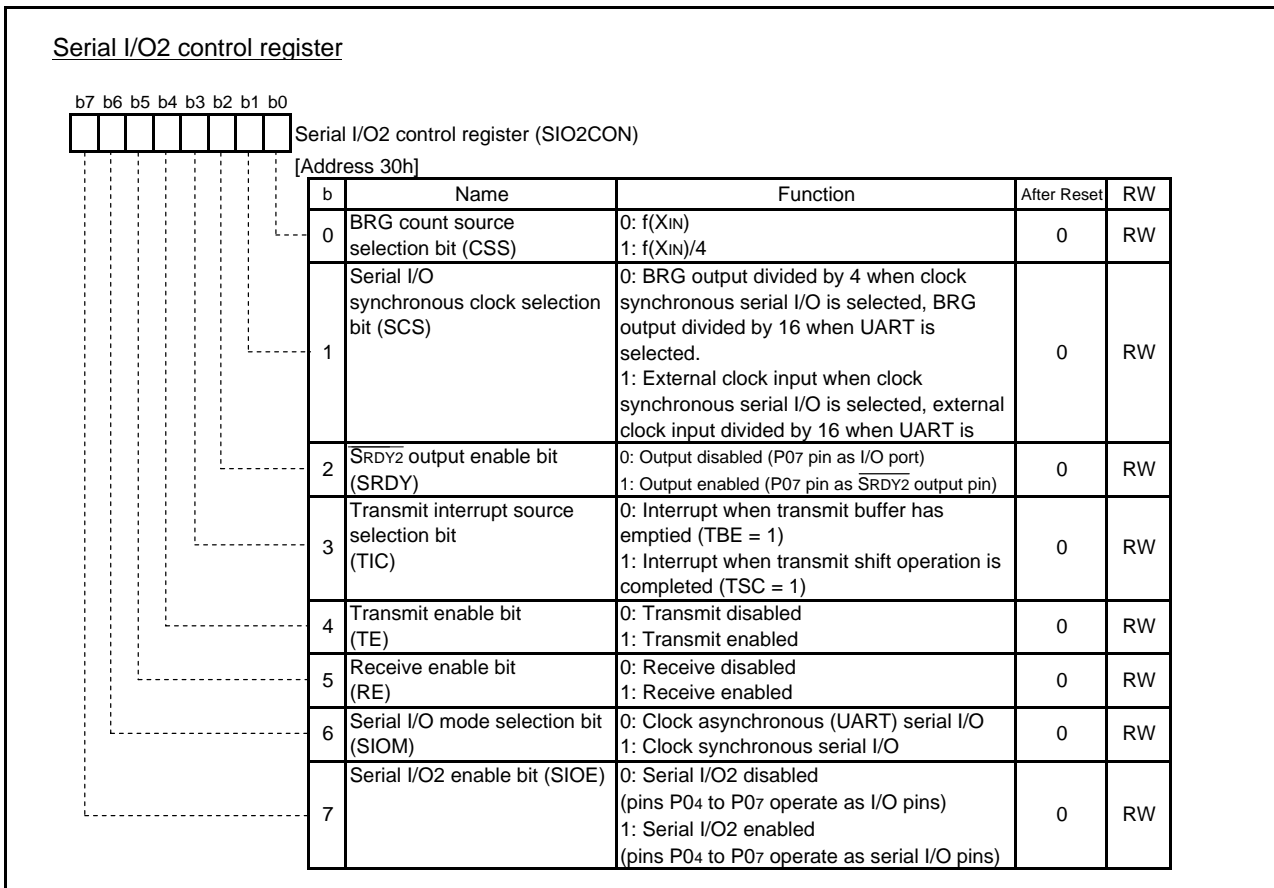 Serial I/O2 control register
b7 b6 b5 b4 b3 b2 b1 b0
Serial I/O2 control register (SIO2CON)
[Address 30h]
b Name Function After Reset RW
0 BRG count source selection bit (CSS) 0: f(XIN) 0 RW
1: f(XIN)/4
1 Serial I/O
synchronous clock selection
bit (SCS)
0: BRG output divided by 4 when clock
synchronous serial I/O is selected, BRG
output divided by 16 when UART is
selected.
1: External clock input when clock
synchronous serial I/O is selected, external
clock input divided by 16 when UART is
0 RW
2 SRDY2 output enable bit
(SRDY)
0: Output disabled (P07 pin as I/O port)
1: Output enabled (P07 pin as SRDY2 output pin)
0 RW
3 Transmit interrupt source
selection bit
(TIC)
0: Interrupt when transmit buffer has
emptied (TBE = 1)
1: Interrupt when transmit shift operation is
completed (TSC = 1)
0 RW
4 Transmit enable bit
(TE)
0: Transmit disabled
1: Transmit enabled
0 RW
5 Receive enable bit
(RE)
0: Receive disabled
1: Receive enabled
0 RW
6 Serial I/O mode selection bit
(SIOM)
0: Clock asynchronous (UART) serial I/O
1: Clock synchronous serial I/O
0 RW
7 Serial I/O2 enable bit (SIOE)
0: Serial I/O2 disabled
(pins P04 to P07 operate as I/O pins)
1: Serial I/O2 enabled
(pins P04 to P07 operate as serial I/O pins)
0 RW